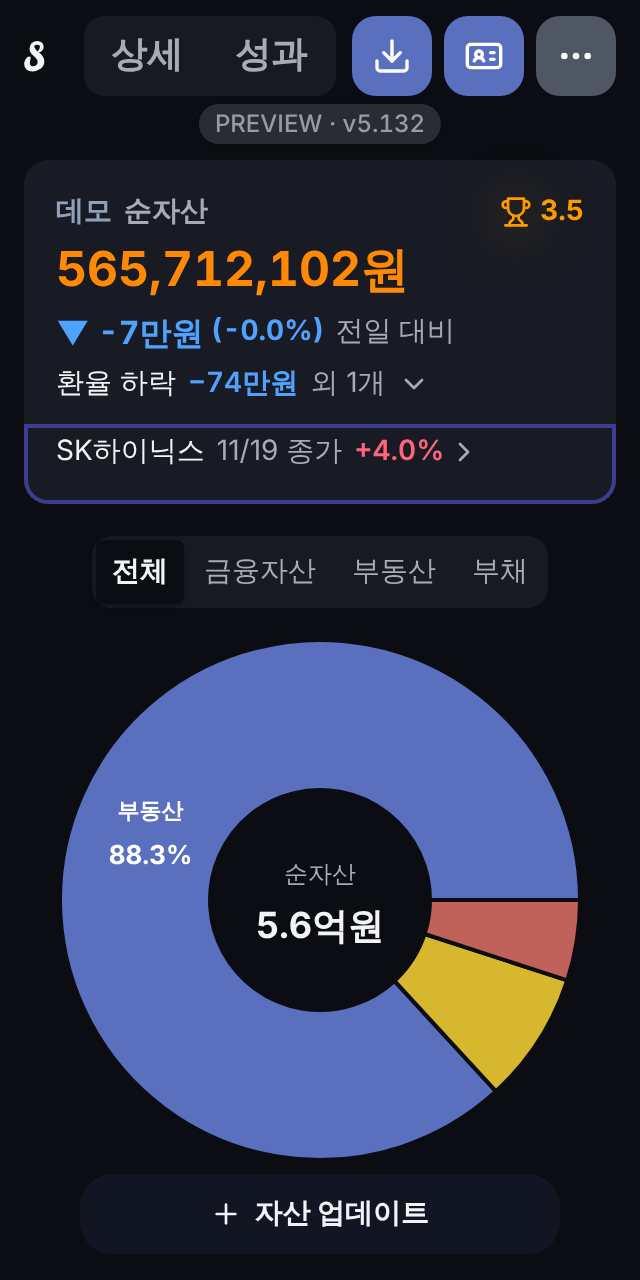 S
상세 성과
PREVIEW · v5.132
데모 순자산 3.5
565,712,102원
▼ -7만원 (-0.0%) 전일 대비
환율 하락 -74만원 외 1개
SK하이닉스 11/19 종가 +4.0%
전체 금융자산 부동산 부채
부동산
88.3%
순자산
5.6억원
+ 자산 업데이트